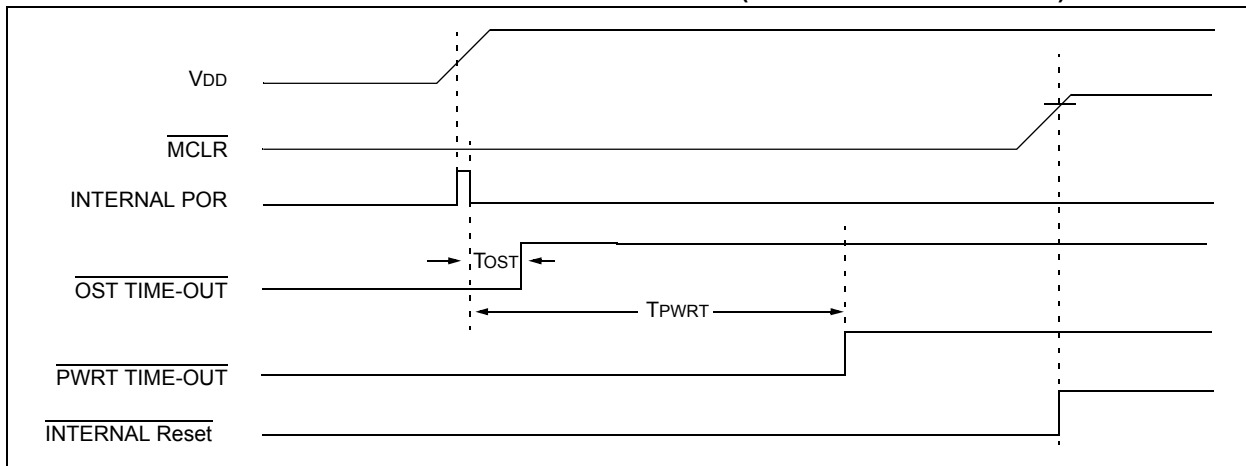 VDD
MCLR
INTERNAL POR
TOST
OST TIME-OUT
TPWRT
PWRT TIME-OUT
INTERNAL Reset